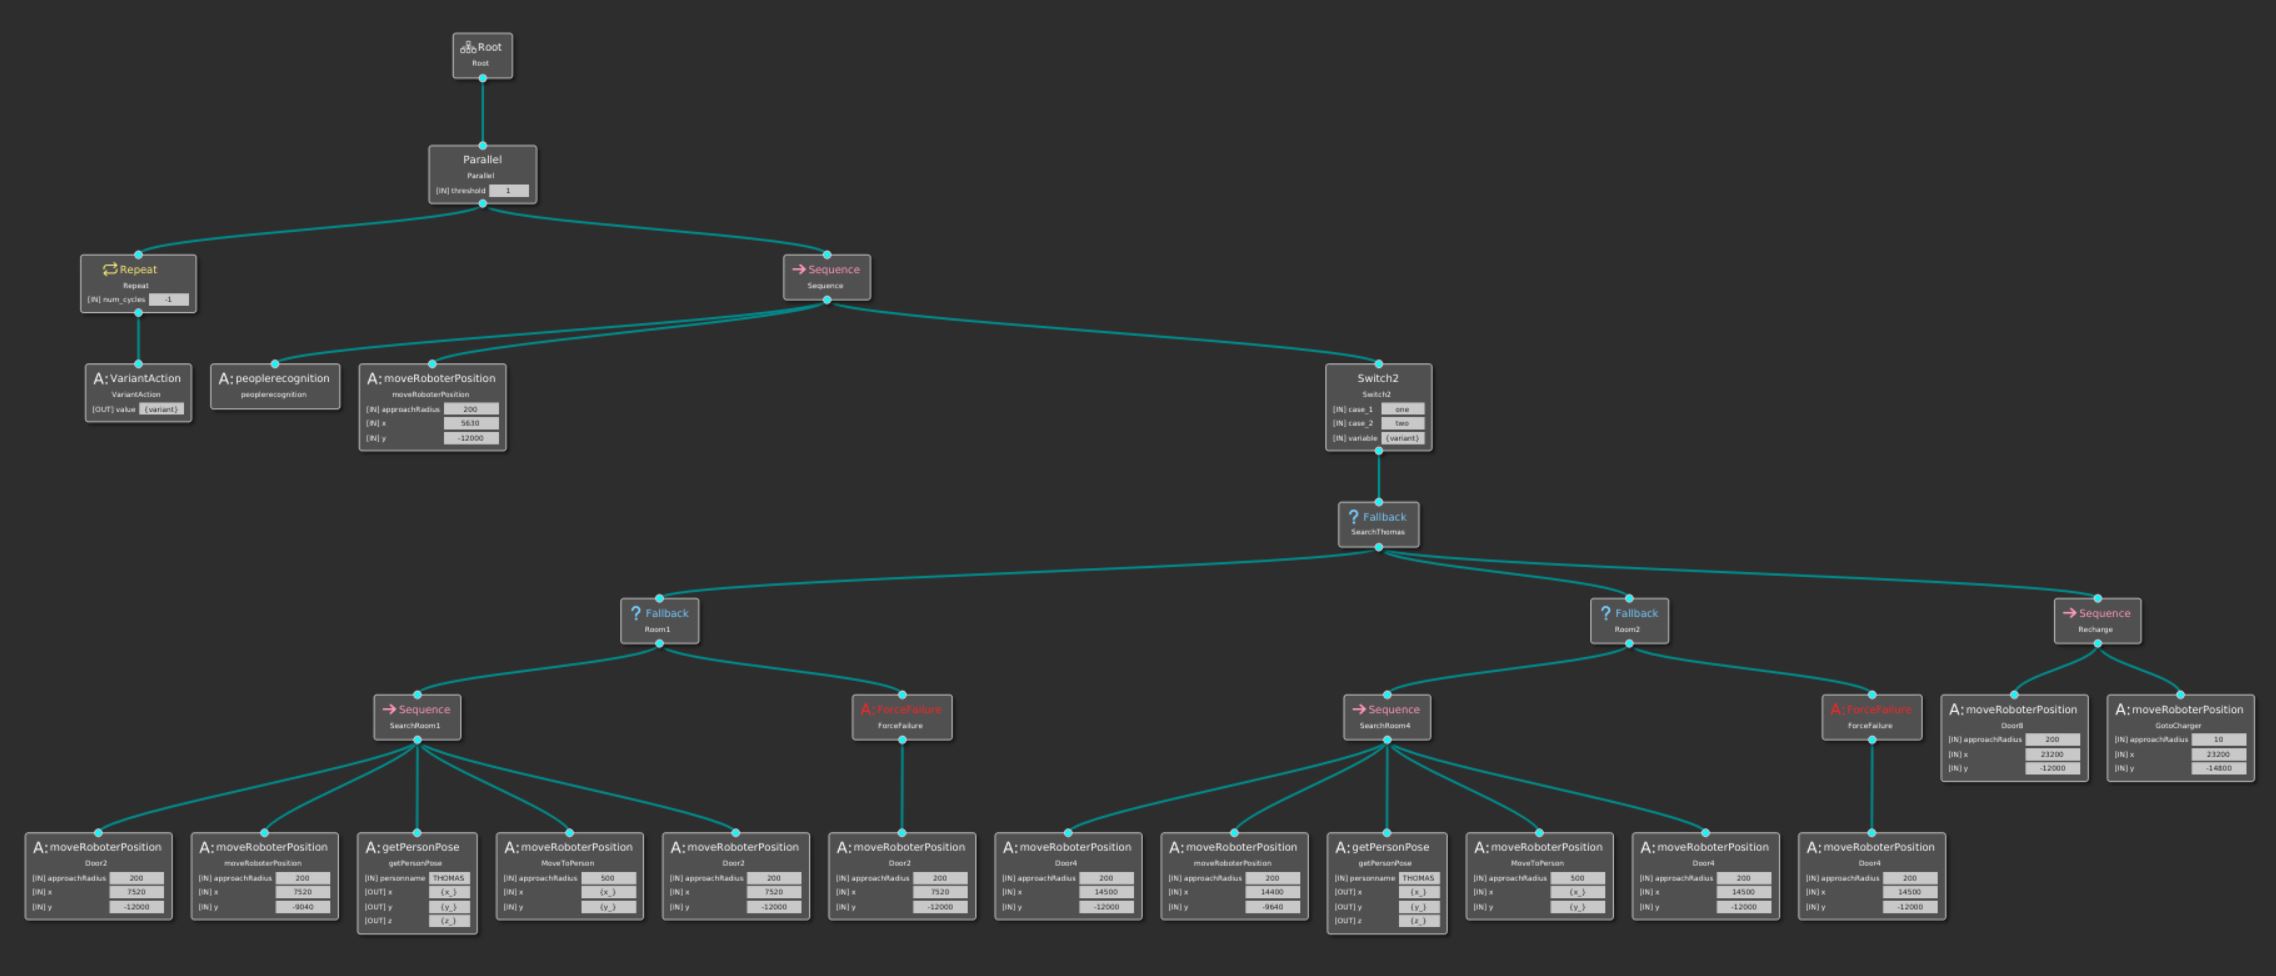 Root
Root
Parallel
Parallel
[IN] threshold 1
Repeat
Repeat
[IN] num_cycles -1
Sequence
Sequence
A: VariantAction
VariantAction
[OUT] value {variant}
A: peoplerecognition
peoplerecognition
A: moveRoboterPosition
moveRoboterPosition
[IN] approachRadius 200
[IN] x 5630
[IN] y -12000
Switch2
Switch2
[IN] case_1 one
[IN] case_2 two
[IN] variable {variant}
? Fallback
SearchThomas
? Fallback
Room1
? Fallback
Room2
Sequence
Recharge
Sequence
SearchRoom1
A: ForceFailure
ForceFailure
Sequence
SearchRoom4
A: ForceFailure
ForceFailure
A: moveRoboterPosition
Door8
[IN] approachRadius 200
[IN] x 23200
[IN] y -12000
A: moveRoboterPosition
GotoCharger
[IN] approachRadius 10
[IN] x 23200
[IN] y -14800
A: moveRoboterPosition
Door2
[IN] approachRadius 200
[IN] x 7520
[IN] y -12000
A: moveRoboterPosition
moveRoboterPosition
[IN] approachRadius 200
[IN] x 7520
[IN] y -9040
A: getPersonPose
getPersonPose
[IN] personname THOMAS
[OUT] x {x_}
[OUT] y {y_}
[OUT] z {z_}
A: moveRoboterPosition
MoveToPerson
[IN] approachRadius 500
[IN] x {x_}
[IN] y {y_}
A: moveRoboterPosition
Door2
[IN] approachRadius 200
[IN] x 7520
[IN] y -12000
A: moveRoboterPosition
Door2
[IN] approachRadius 200
[IN] x 7520
[IN] y -12000
A: moveRoboterPosition
Door4
[IN] approachRadius 200
[IN] x 14500
[IN] y -12000
A: moveRoboterPosition
moveRoboterPosition
[IN] approachRadius 200
[IN] x 14400
[IN] y -9640
A: getPersonPose
getPersonPose
[IN] personname THOMAS
[OUT] x {x_}
[OUT] y {y_}
[OUT] z {z_}
A: moveRoboterPosition
MoveToPerson
[IN] approachRadius 500
[IN] x {x_}
[IN] y {y_}
A: moveRoboterPosition
Door4
[IN] approachRadius 200
[IN] x 14500
[IN] y -12000
A: moveRoboterPosition
Door4
[IN] approachRadius 200
[IN] x 14500
[IN] y -12000